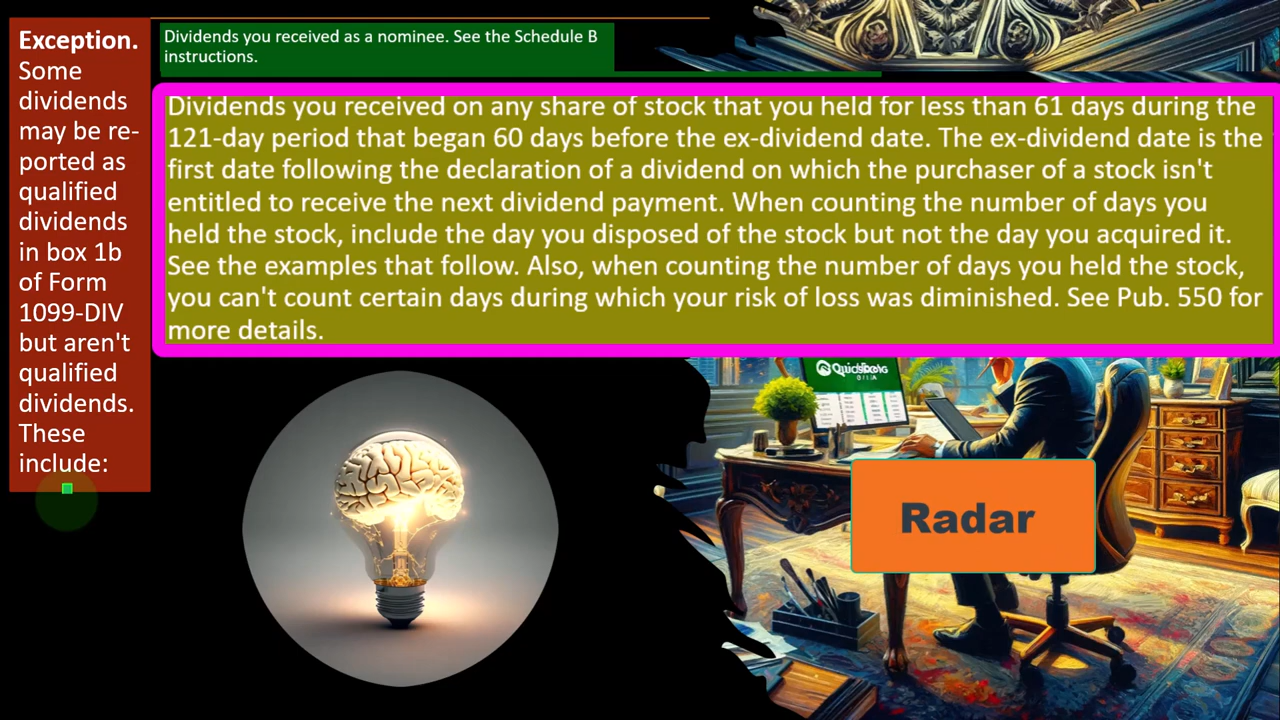 Exception.
Some
dividends
may be re-
ported as
qualified
dividends
in box 1b
of Form
1099-DIV
but aren't
qualified
dividends.
These
include:
Dividends you received as a nominee. See the Schedule B
instructions.
Dividends you received on any share of stock that you held for less than 61 days during the
121-day period that began 60 days before the ex-dividend date. The ex-dividend date is the
first date following the declaration of a dividend on which the purchaser of a stock isn't
entitled to receive the next dividend payment. When counting the number of days you
held the stock, include the day you disposed of the stock but not the day you acquired it.
See the examples that follow. Also, when counting the number of days you held the stock,
you can't count certain days during which your risk of loss was diminished. See Pub. 550 for
more details.
Radar